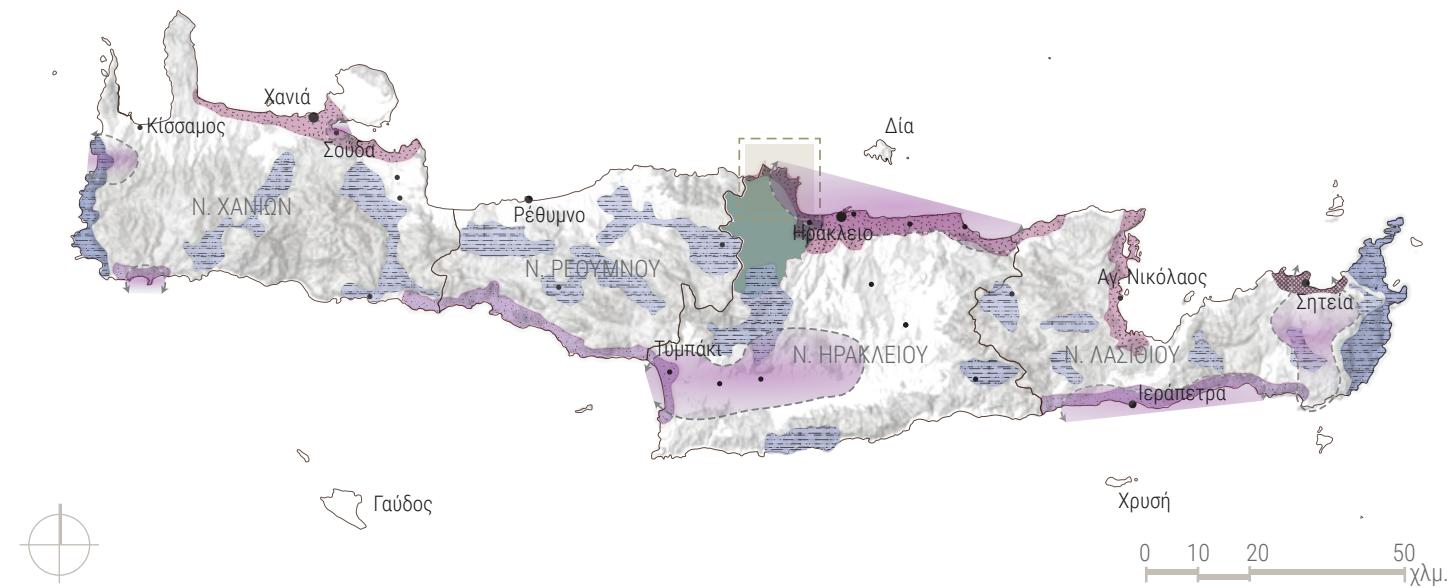 Χανιά
Δία
Κίσσαμος
Σούδα
Ν. ΧΑΝΙΩΝ
Ρέθυμνο
Ηράκλειο
Ν. ΡΕΘΥΜΝΟΥ
Αγ. Νικόλαος
Σητεία
Τυμπάκι
Ν. ΗΡΑΚΛΕΙΟΥ
Ν. ΛΑΣΙΘΙΟΥ
Ιεράπετρα
Γαύδος
Χρυσή
0 10 20 50
χλμ.